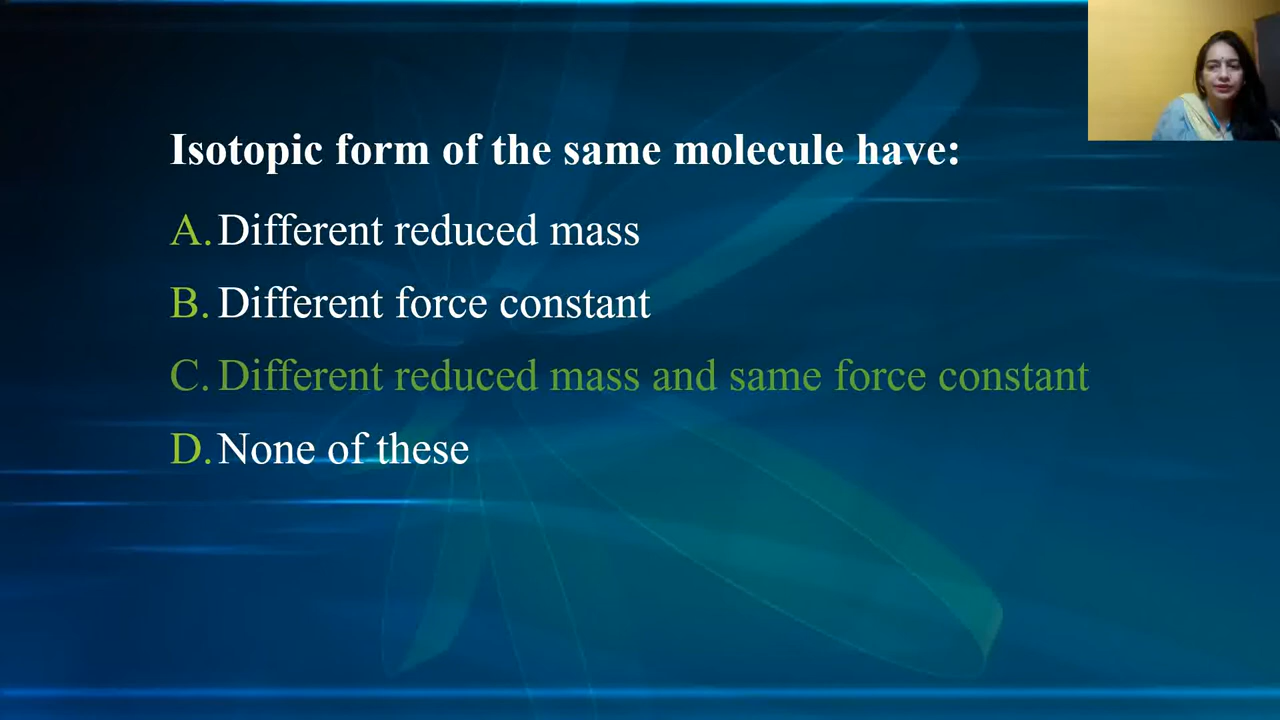 Isotopic form of the same molecule have:
A. Different reduced mass
B. Different force constant
C. Different reduced mass and same force constant
D. None of these